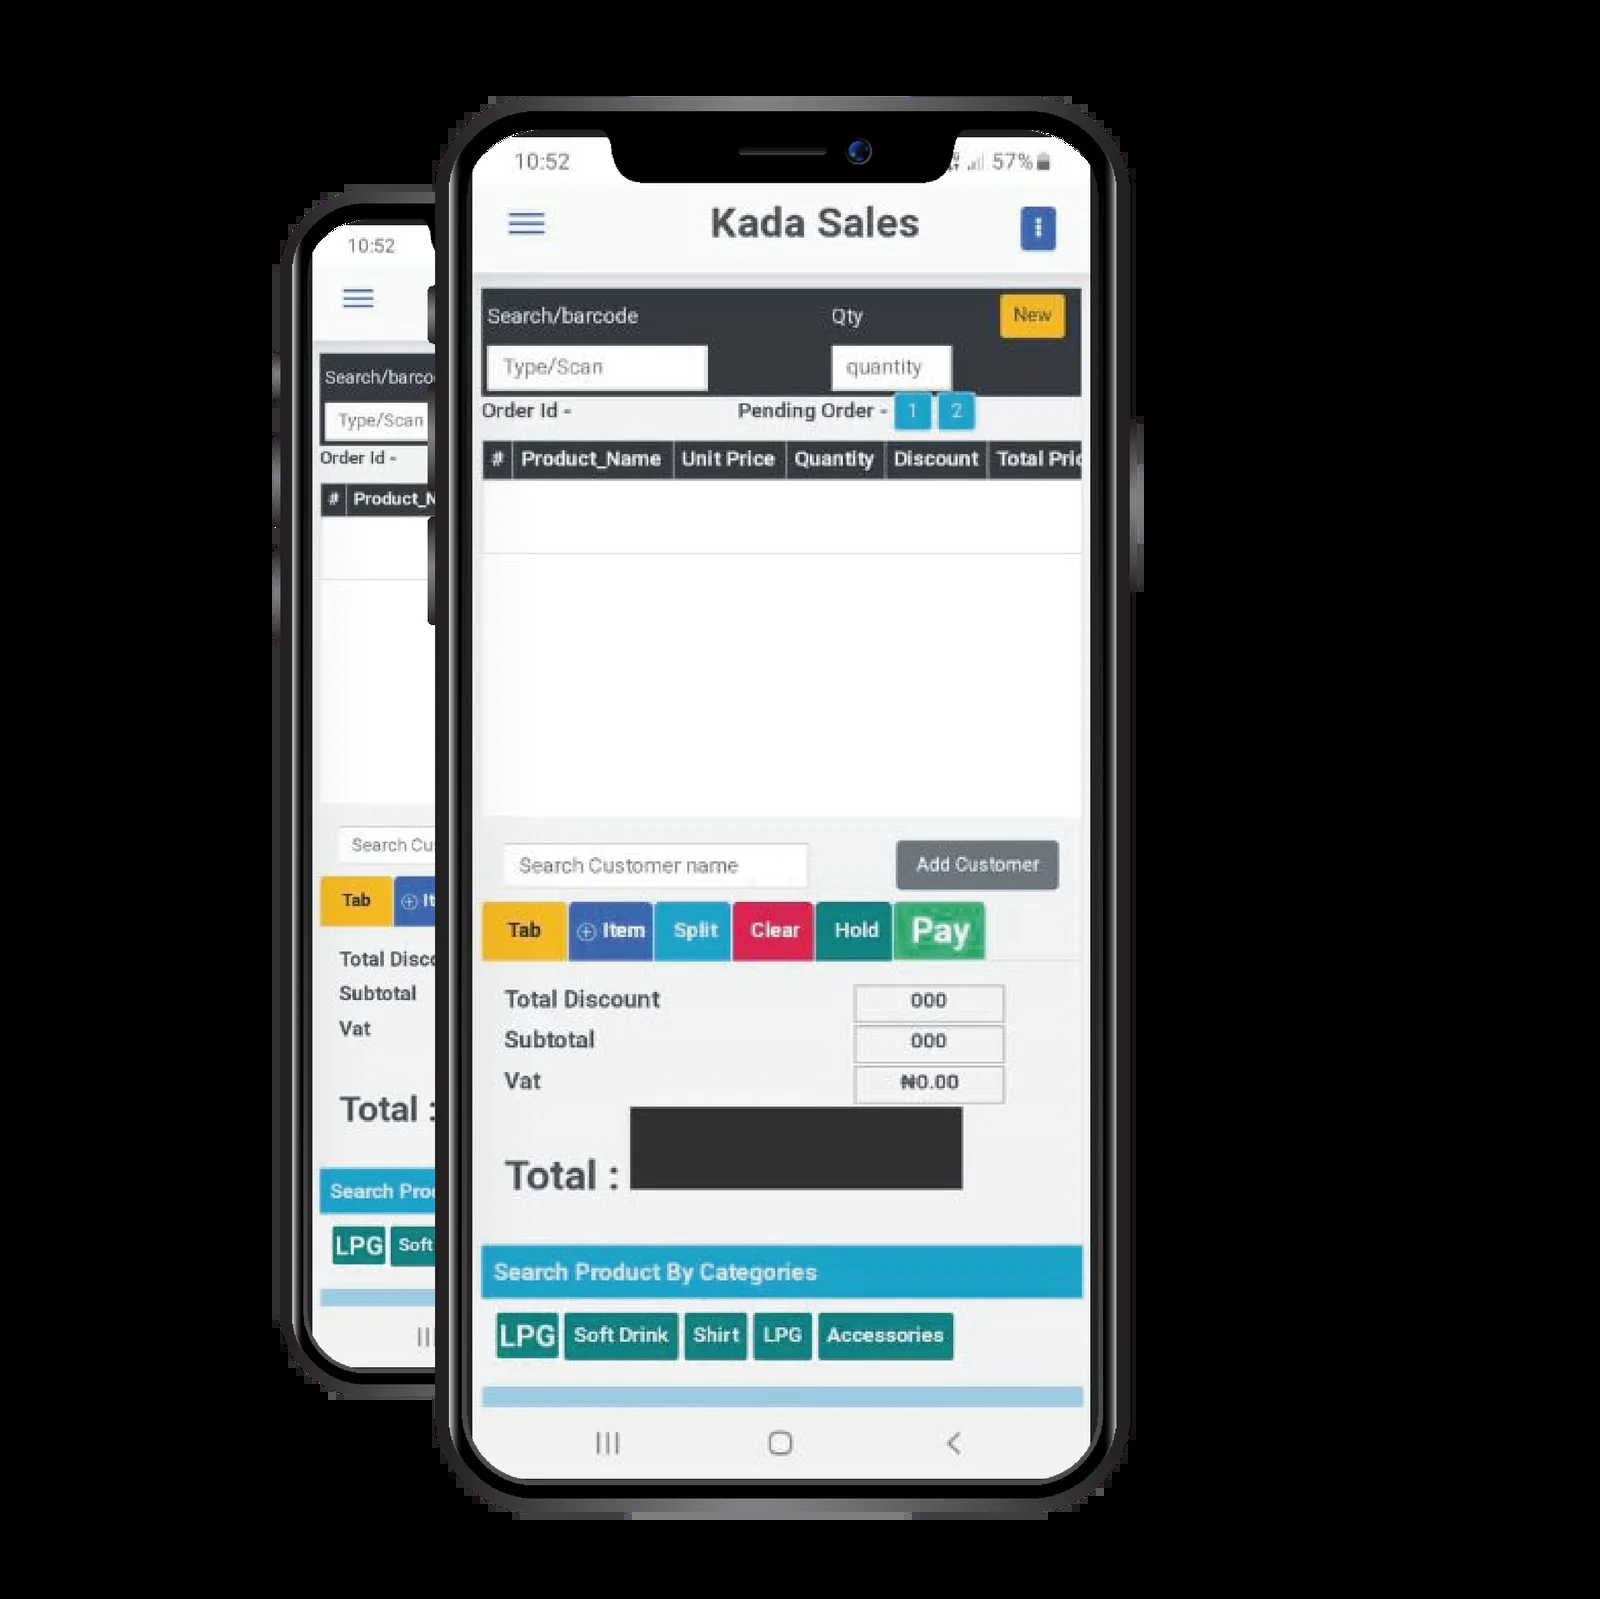 10:52
57%
Kada Sales
Search/barcode Qty New
Type/Scan quantity
Order Id - Pending Order - 1 2
# Product_Name Unit Price Quantity Discount Total Pric
Search Customer name Add Customer
Tab Item Split Clear Hold Pay
Total Discount 000
Subtotal 000
Vat ₦0.00
Total :
Search Product By Categories
LPG Soft Drink Shirt LPG Accessories
10:52
Search/barco
Type/Scan
Order Id -
# Product_N
Search Cu
Tab It
Total Disco
Subtotal
Vat
Total :
Search Pro
LPG Soft